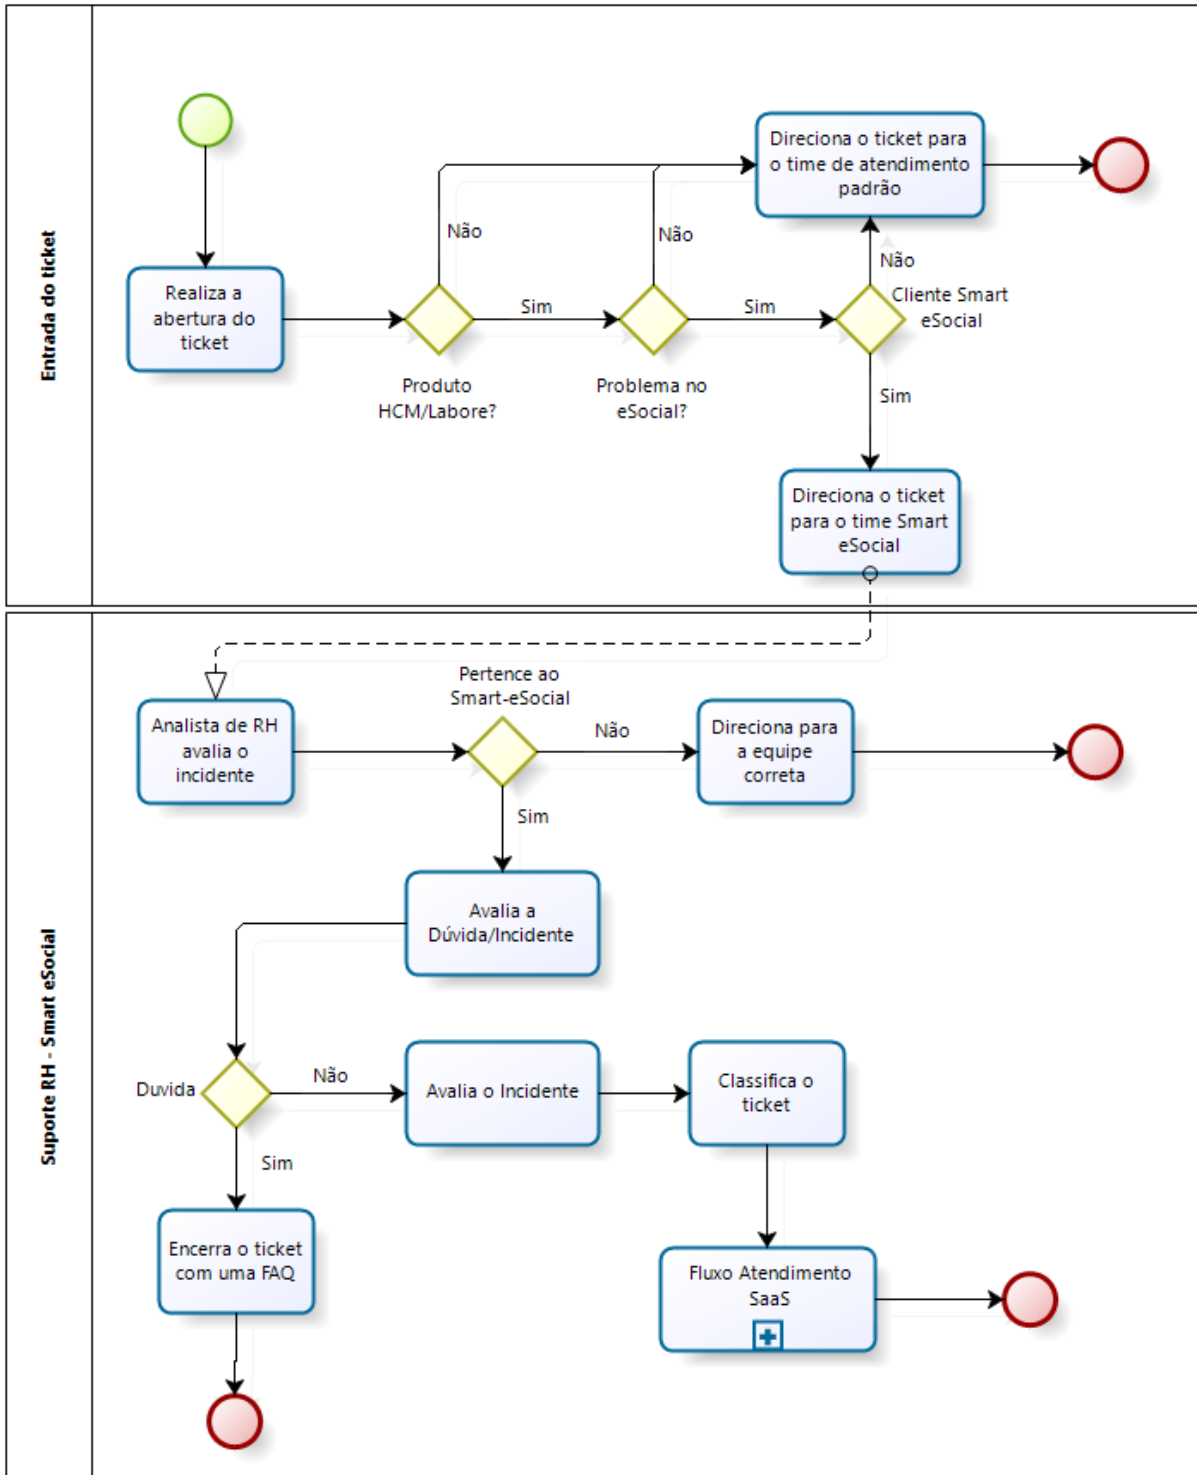 Entrada do ticket
Direciona o ticket para
o time de atendimento
padrão
Não
Não
Não
Realiza a
abertura do
ticket
Sim
Sim
Cliente Smart
eSocial
Produto
HCM/Labore?
Problema no
eSocial?
Sim
Direciona o ticket
para o time Smart
eSocial
Suporte RH - Smart eSocial
Pertence ao
Smart-eSocial
Analista de RH
avalia o
incidente
Não
Direciona para
a equipe
correta
Sim
Avalia a
Dúvida/Incidente
Duvida
Não
Avalia o Incidente
Classifica o
ticket
Sim
Encerra o ticket
com uma FAQ
Fluxo Atendimento
SaaS